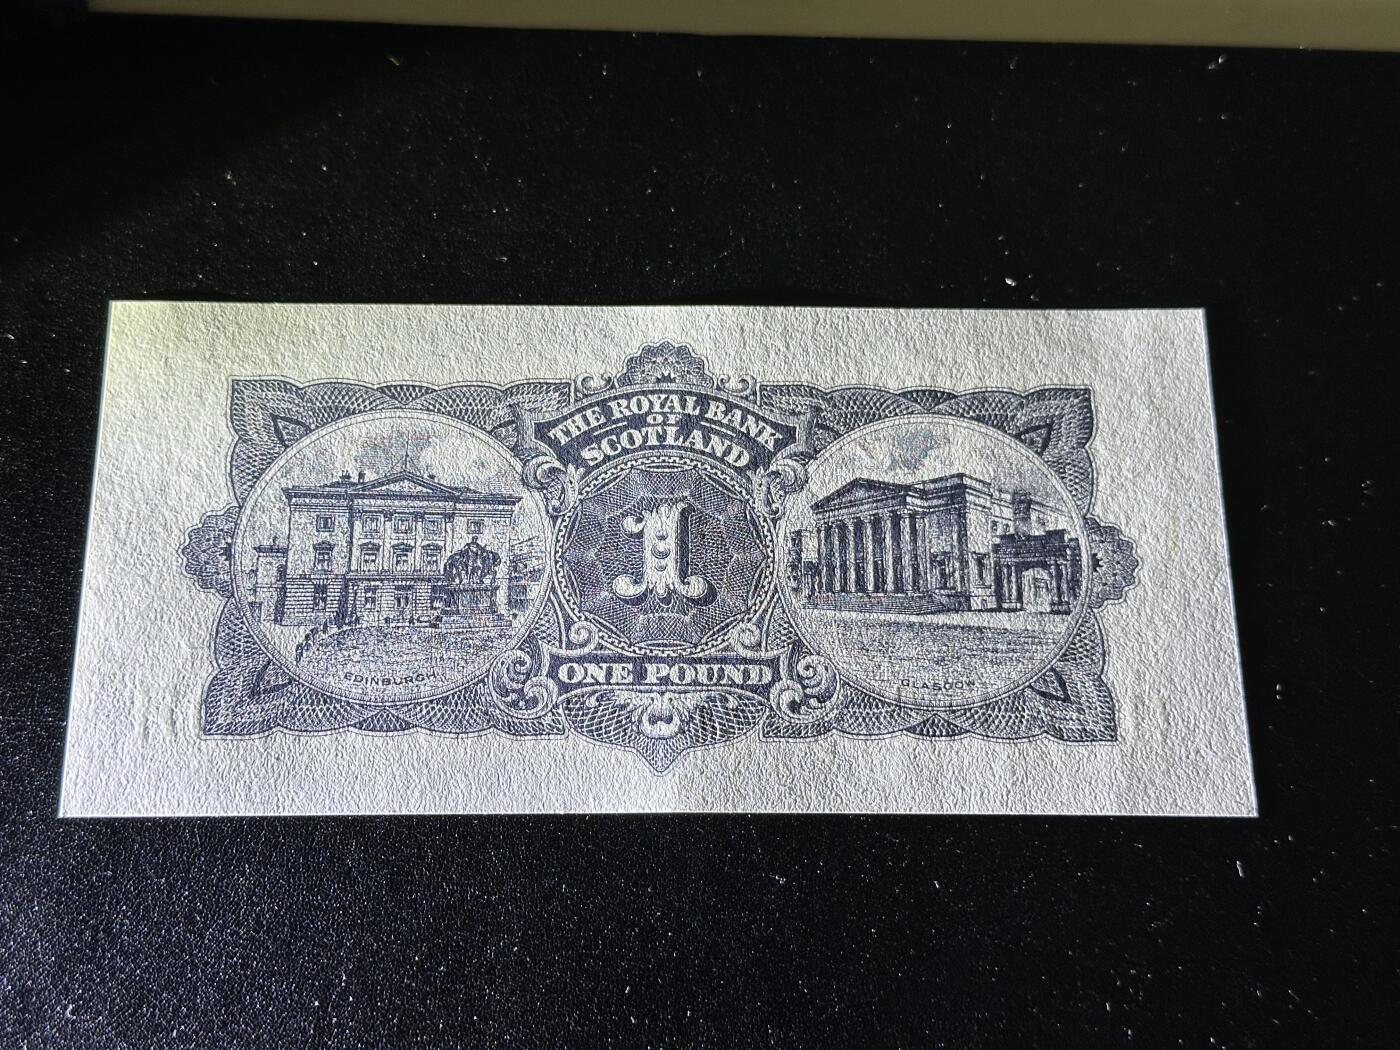 THE ROYAL BANK
OF
SCOTLAND
1
ONE POUND
EDINBURGH
GLASGOW